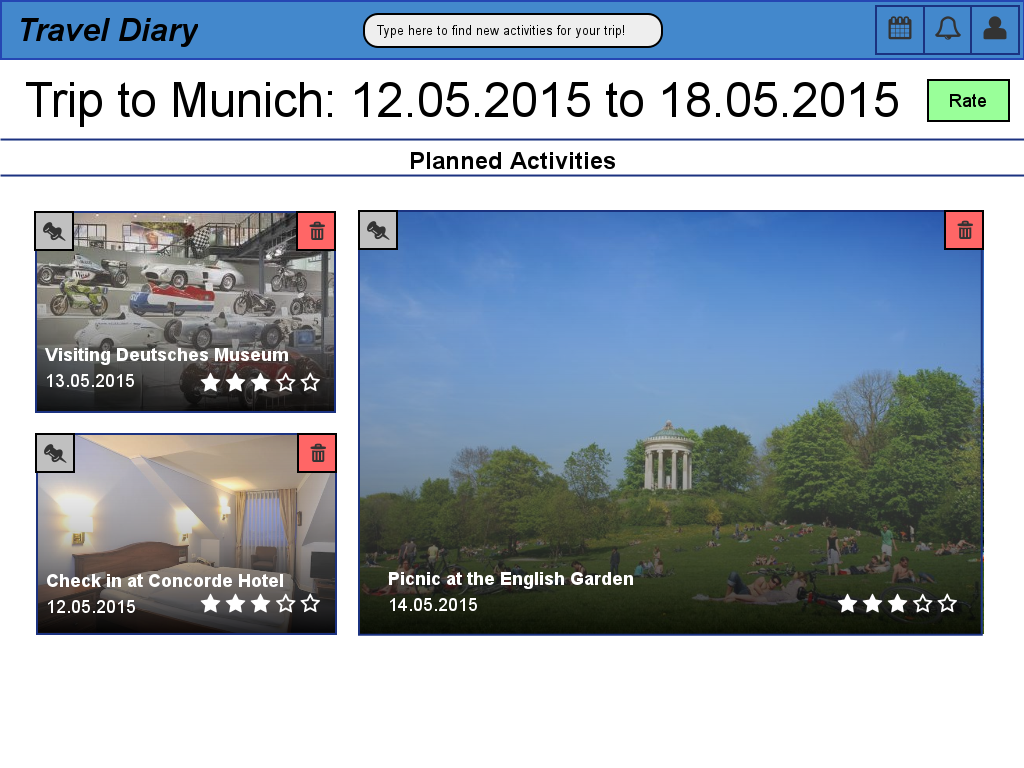 Travel Diary
Type here to find new activities for your trip!
Trip to Munich: 12.05.2015 to 18.05.2015
Rate
Planned Activities
Visiting Deutsches Museum
13.05.2015
Check in at Concorde Hotel
12.05.2015
Picnic at the English Garden
14.05.2015